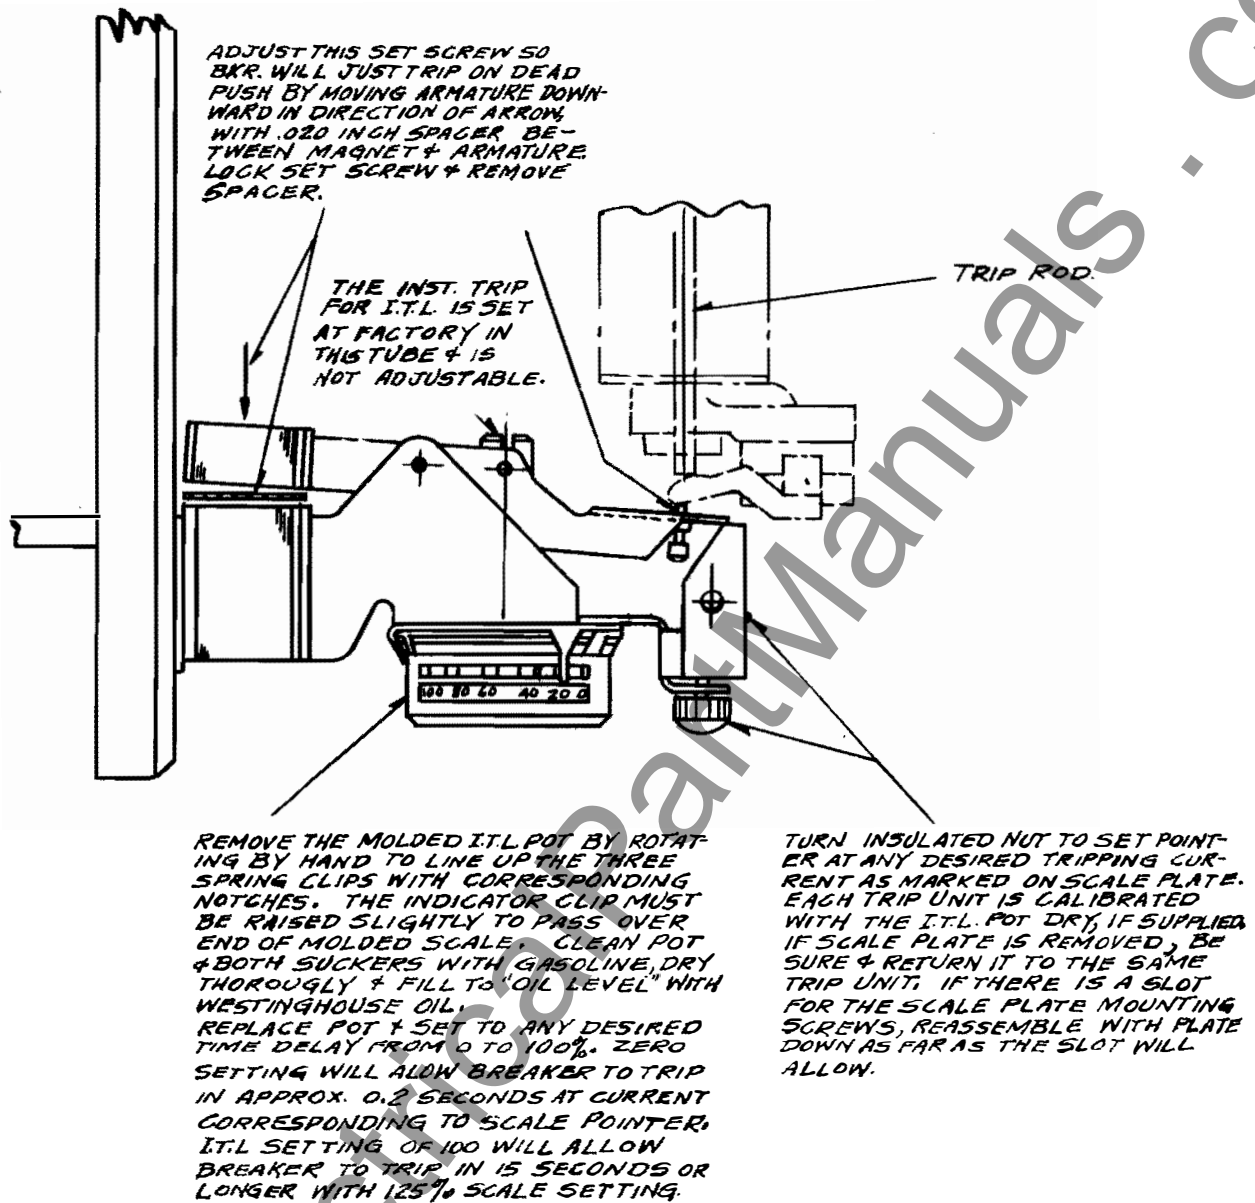 ADJUST THIS SET SCREW SO
BKR. WILL JUST TRIP ON DEAD
PUSH BY MOVING ARMATURE DOWN-
WARD IN DIRECTION OF ARROW,
WITH .020 INCH SPACER BE-
TWEEN MAGNET & ARMATURE.
LOCK SET SCREW & REMOVE
SPACER.
THE INST. TRIP
FOR I.T.L. IS SET
AT FACTORY IN
THIS TUBE & IS
NOT ADJUSTABLE.
TRIP ROD.
100 80 60 40 20 0
REMOVE THE MOLDED I.T.L. POT BY ROTAT-
ING BY HAND TO LINE UP THE THREE
SPRING CLIPS WITH CORRESPONDING
NOTCHES. THE INDICATOR CLIP MUST
BE RAISED SLIGHTLY TO PASS OVER
END OF MOLDED SCALE. CLEAN POT
& BOTH SUCKERS WITH GASOLINE, DRY
THOROUGLY & FILL TO "OIL LEVEL" WITH
WESTINGHOUSE OIL.
REPLACE POT & SET TO ANY DESIRED
TIME DELAY FROM 0 TO 100%. ZERO
SETTING WILL ALOW BREAKER TO TRIP
IN APPROX. 0.2 SECONDS AT CURRENT
CORRESPONDING TO SCALE POINTER.
I.T.L SETTING OF 100 WILL ALLOW
BREAKER TO TRIP IN 15 SECONDS OR
LONGER WITH 125% SCALE SETTING.
TURN INSULATED NUT TO SET POINT-
ER AT ANY DESIRED TRIPPING CUR-
RENT AS MARKED ON SCALE PLATE.
EACH TRIP UNIT IS CALIBRATED
WITH THE I.T.L. POT DRY, IF SUPPLIED.
IF SCALE PLATE IS REMOVED, BE
SURE & RETURN IT TO THE SAME
TRIP UNIT. IF THERE IS A SLOT
FOR THE SCALE PLATE MOUNTING
SCREWS, REASSEMBLE WITH PLATE
DOWN AS FAR AS THE SLOT WILL
ALLOW.
ctricalPartManuals . co